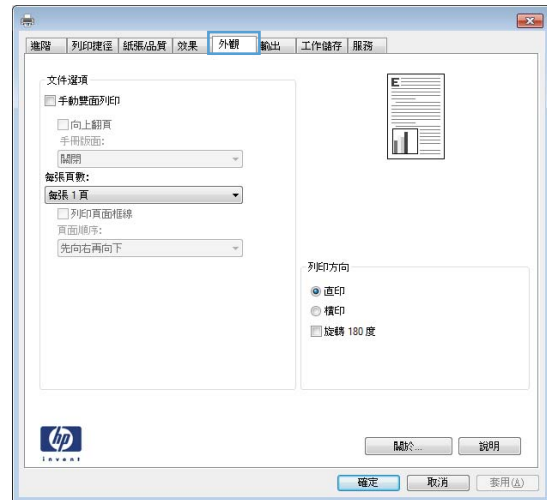 進階 列印捷徑 紙張/品質 效果 外觀 輸出 工作儲存 服務
文件選項
手動雙面列印
向上翻頁
手冊版面:
關閉
每張頁數:
每張 1 頁
列印頁面框線
頁面順序:
先向右再向下
E
列印方向
直印
橫印
旋轉 180 度
hp
invent
關於... 說明
確定 取消 套用(A)